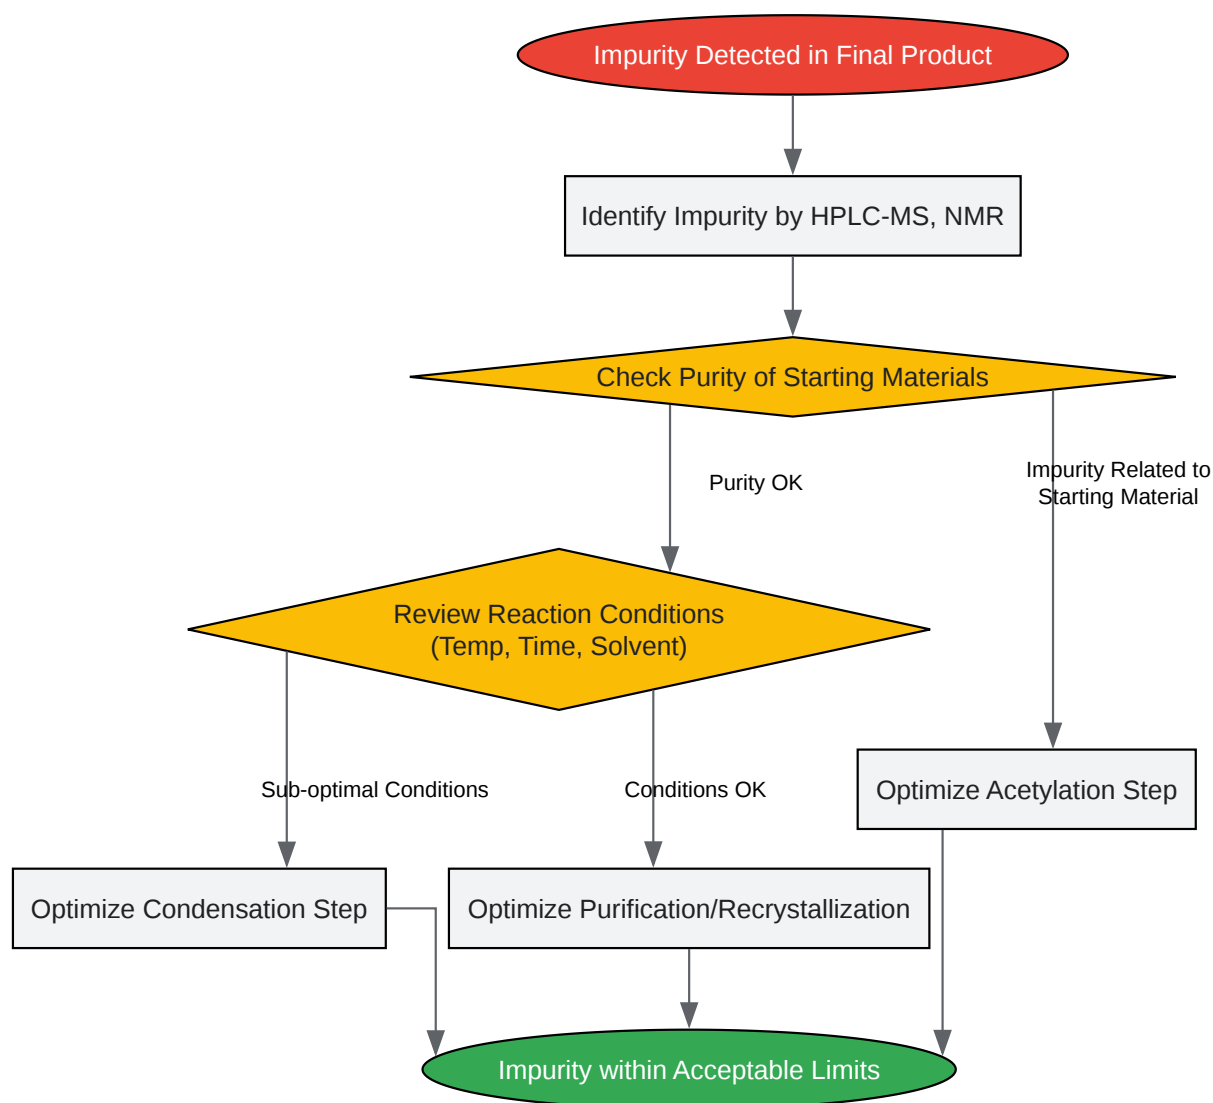 Impurity Detected in Final Product
Identify Impurity by HPLC-MS, NMR
Check Purity of Starting Materials
Purity OK
Impurity Related to
Starting Material
Review Reaction Conditions
(Temp, Time, Solvent)
Sub-optimal Conditions
Conditions OK
Optimize Acetylation Step
Optimize Condensation Step
Optimize Purification/Recrystallization
Impurity within Acceptable Limits